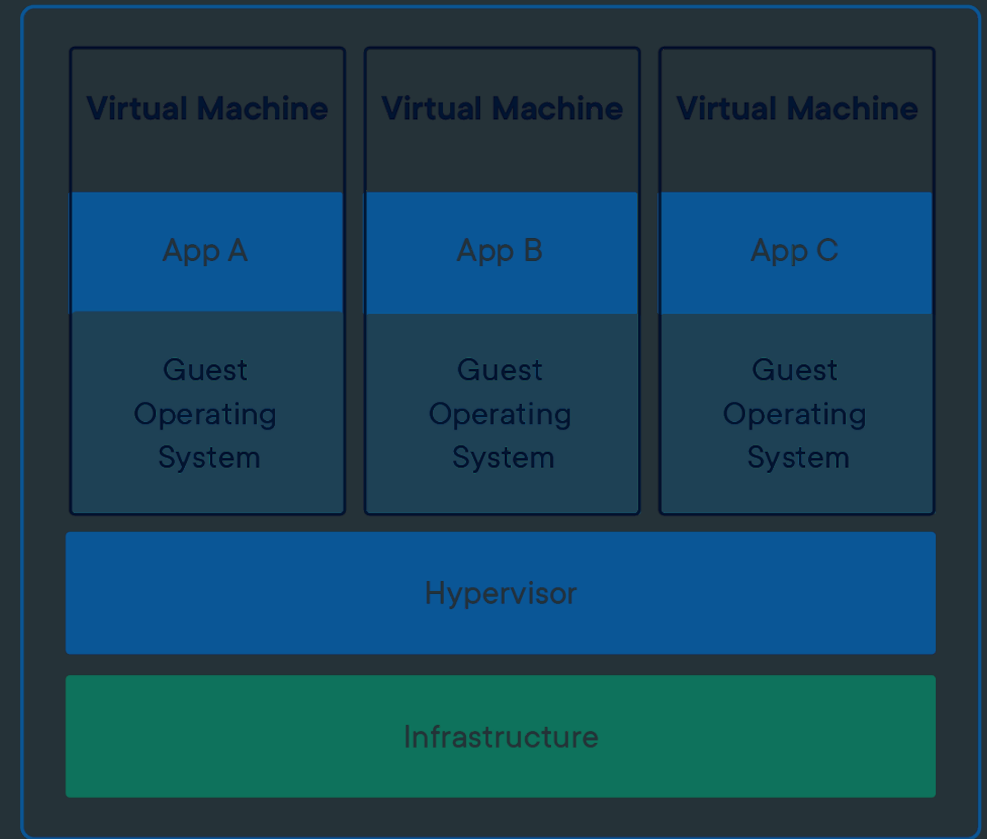 Virtual Machine
Virtual Machine
Virtual Machine
App A
App B
App C
Guest
Operating
System
Guest
Operating
System
Guest
Operating
System
Hypervisor
Infrastructure